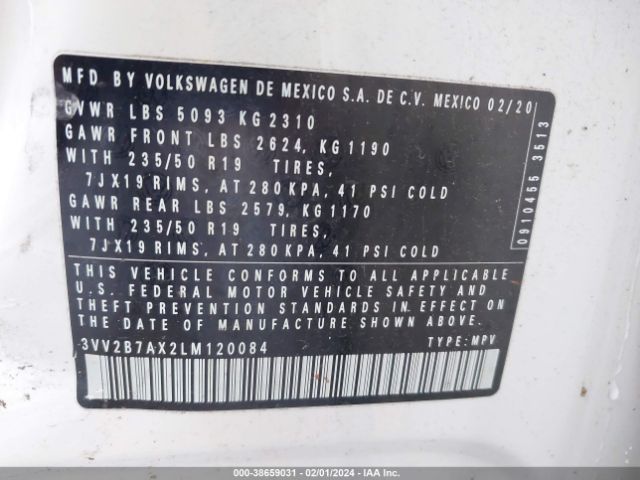 MFD. BY VOLKSWAGEN DE MEXICO S.A. DE C.V. MEXICO 02/20
GVWR LBS 5093 KG 2310
GAWR FRONT LBS 2624, KG 1190
WITH 235/50 R19 TIRES,
7JX19 RIMS, AT 280 KPA, 41 PSI COLD
GAWR REAR LBS 2579, KG 1170
WITH 235/50 R19 TIRES,
7JX19 RIMS, AT 280 KPA, 41 PSI COLD
0910455 3513
THIS VEHICLE CONFORMS TO ALL APPLICABLE
U.S. FEDERAL MOTOR VEHICLE SAFETY AND
THEFT PREVENTION STANDARDS IN EFFECT ON
THE DATE OF MANUFACTURE SHOWN ABOVE.
3VV2B7AX2LM120084 TYPE: MPV
000-38659031 - 02/01/2024 - IAA Inc.